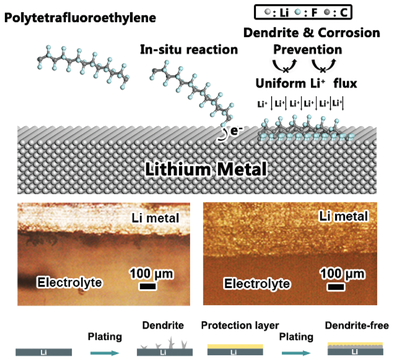 Polytetrafluoroethylene
In-situ reaction
: Li : F : C
Dendrite & Corrosion
Prevention
Uniform Li⁺ flux
Li⁺ Li⁺ Li⁺ Li⁺ Li⁺ Li⁺
e⁻
Lithium Metal
Li metal
Electrolyte
100 μm
Li metal
Electrolyte
100 μm
Plating
Dendrite
Protection layer
Plating
Dendrite-free
Li
Li
Li
Li